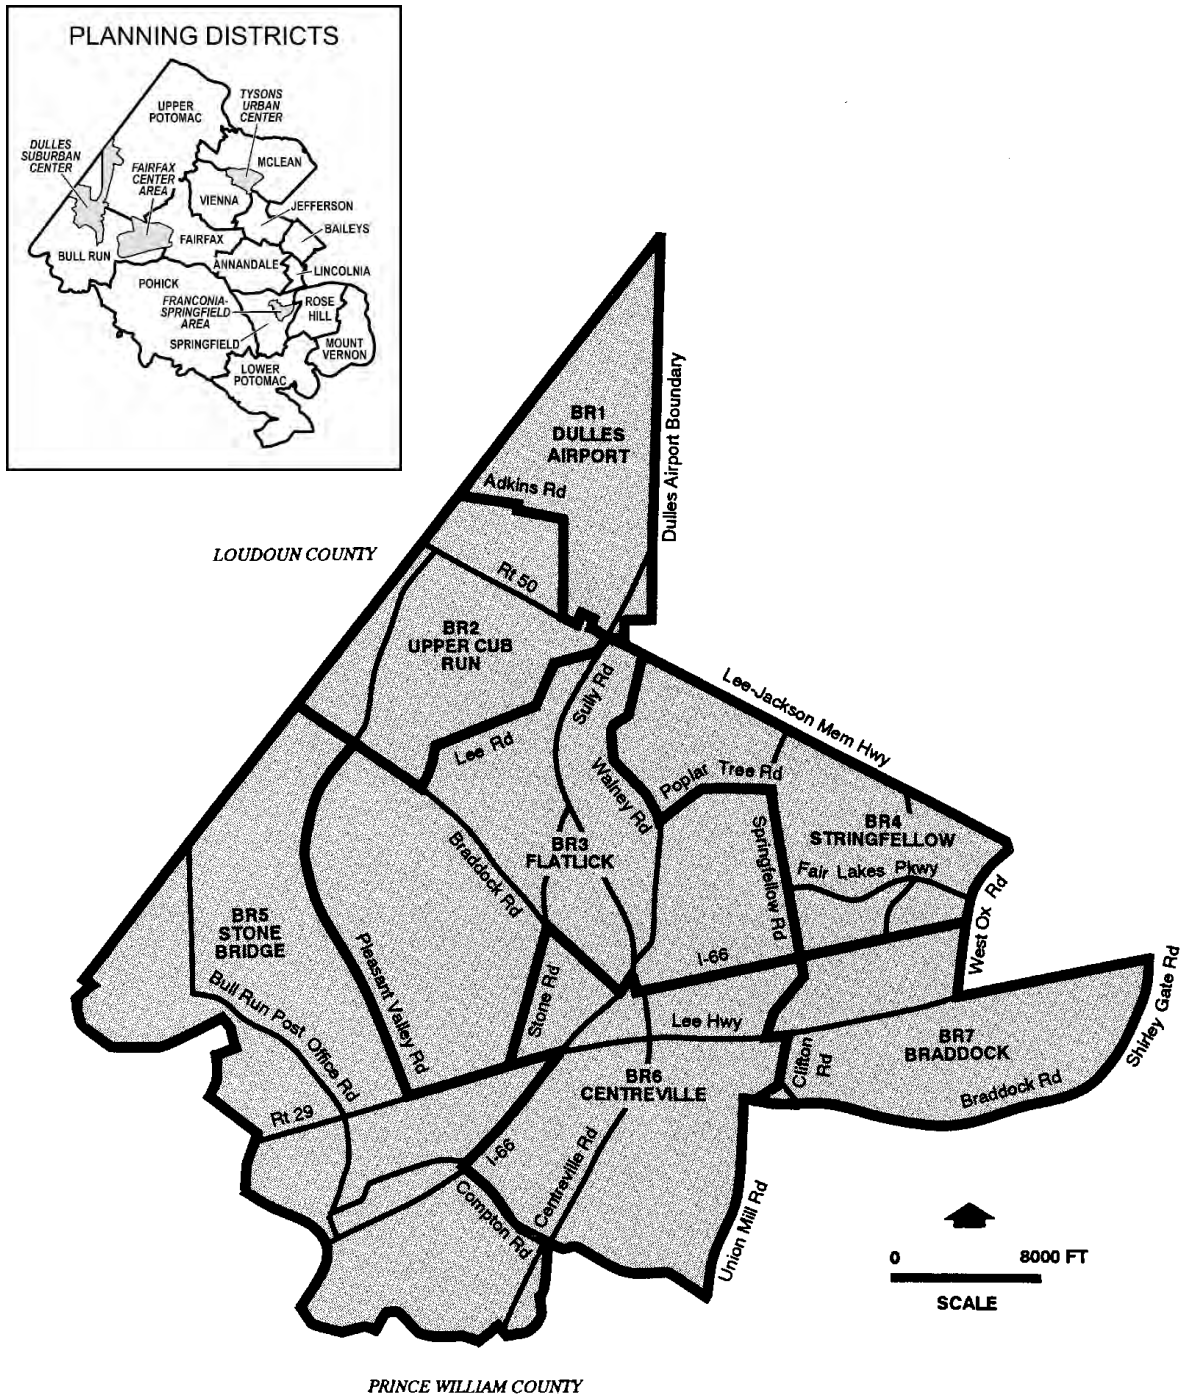 PLANNING DISTRICTS
TYSONS
URBAN
CENTER
UPPER
POTOMAC
DULLES
SUBURBAN
CENTER
FAIRFAX
CENTER
AREA
MCLEAN
VIENNA
JEFFERSON
BAILEYS
FAIRFAX
BULL RUN
ANNANDALE
LINCOLNIA
POHICK
FRANCONIA-
SPRINGFIELD
AREA
ROSE
HILL
SPRINGFIELD
MOUNT
VERNON
LOWER
POTOMAC
BR1
DULLES
AIRPORT
Dulles Airport Boundary
Adkins Rd
LOUDOUN COUNTY
Rt 50
BR2
UPPER CUB
RUN
Sully Rd
Lee-Jackson Mem Hwy
Lee Rd
Walney Rd
Poplar Tree Rd
BR4
STRINGFELLOW
Springfellow Rd
Braddock Rd
BR3
FLATLICK
Fair Lakes Pkwy
West Ox Rd
BR5
STONE
BRIDGE
Pleasant Valley Rd
I-66
Bull Run Post Office Rd
Stone Rd
Lee Hwy
Shirley Gate Rd
BR7
BRADDOCK
Clifton
Rd
BR6
CENTREVILLE
Braddock Rd
Rt 29
I-66
Centreville Rd
Compton Rd
Union Mill Rd
0
8000 FT
SCALE
PRINCE WILLIAM COUNTY